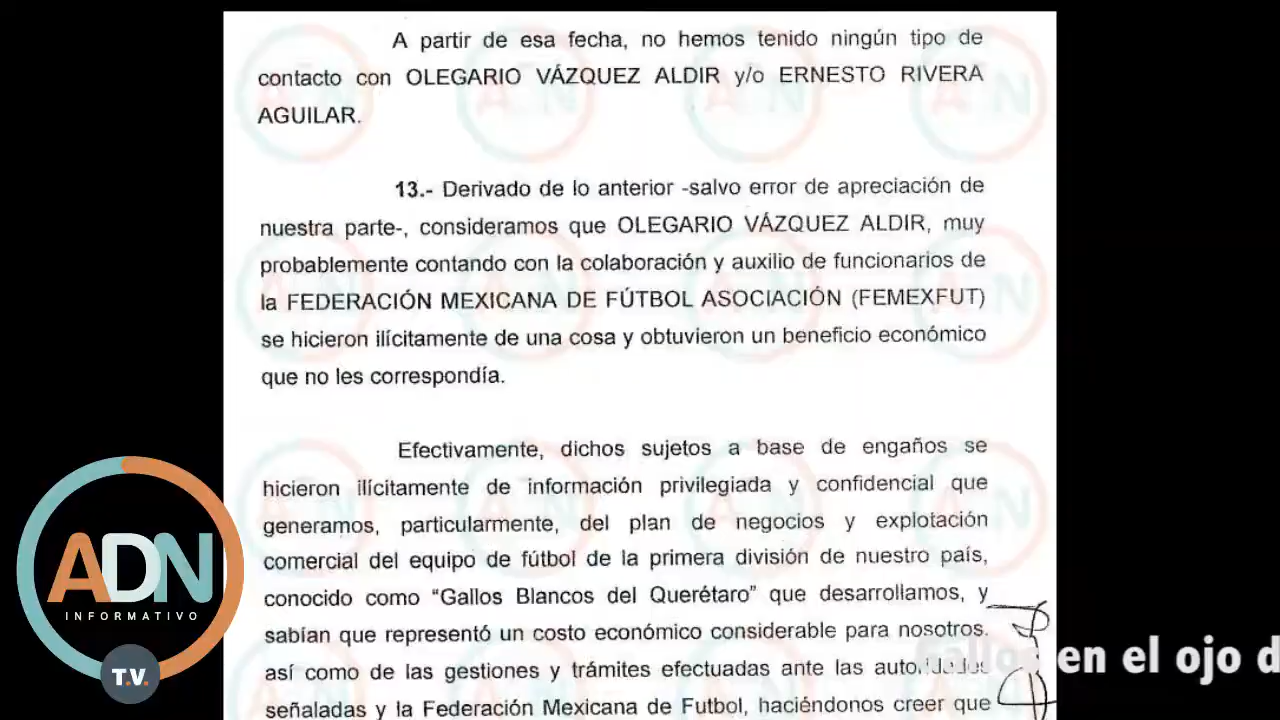 A partir de esa fecha, no hemos tenido ningún tipo de
contacto con OLEGARIO VÁZQUEZ ALDIR y/o ERNESTO RIVERA
AGUILAR.
13.- Derivado de lo anterior -salvo error de apreciación de
nuestra parte-, consideramos que OLEGARIO VÁZQUEZ ALDIR, muy
probablemente contando con la colaboración y auxilio de funcionarios de
la FEDERACIÓN MEXICANA DE FÚTBOL ASOCIACIÓN (FEMEXFUT)
se hicieron ilícitamente de una cosa y obtuvieron un beneficio económico
que no les correspondía.
Efectivamente, dichos sujetos a base de engaños se
hicieron ilícitamente de información privilegiada y confidencial que
generamos, particularmente, del plan de negocios y explotación
comercial del equipo de fútbol de la primera división de nuestro país,
conocido como “Gallos Blancos del Querétaro” que desarrollamos, y
sabían que representó un costo económico considerable para nosotros.
así como de las gestiones y trámites efectuadas ante las
señaladas y la Federación Mexicana de Futbol, haciéndonos creer que
en el ojo d
ADN
INFORMATIVO
T.V.